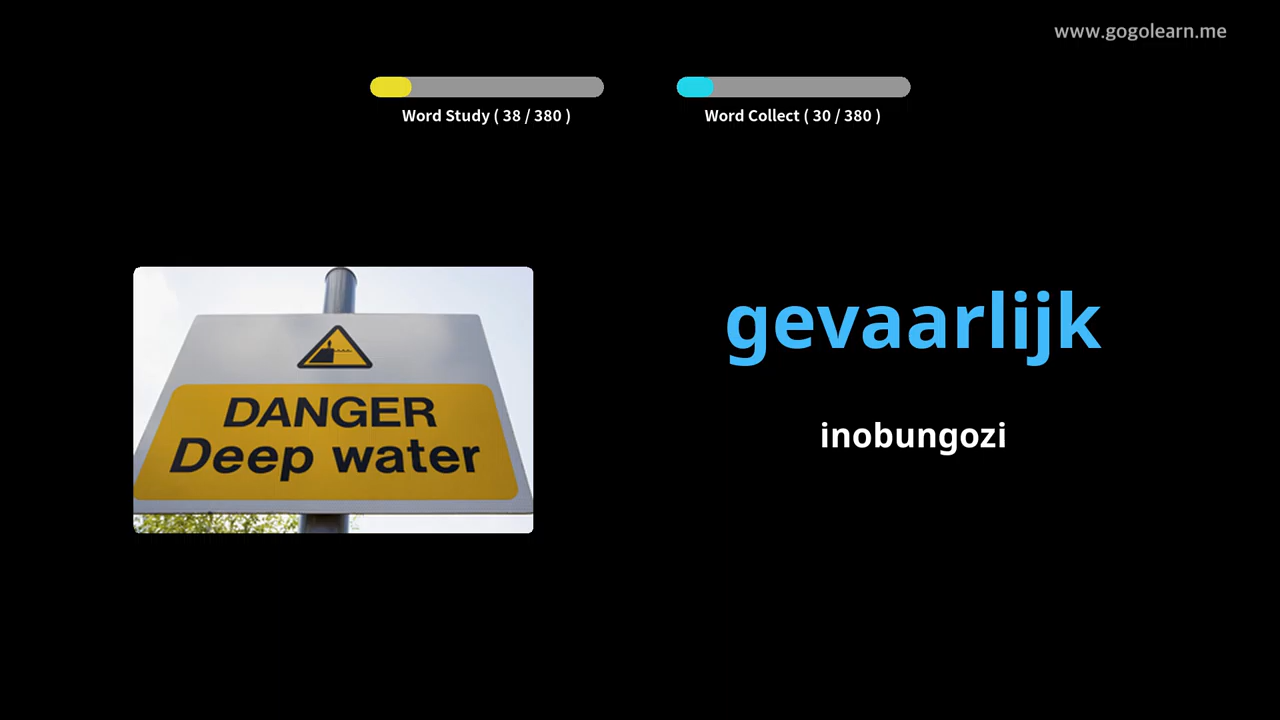 www.gogolearn.me
Word Study ( 38 / 380 )
Word Collect ( 30 / 380 )
DANGER
Deep water
gevaarlijk
inobungozi